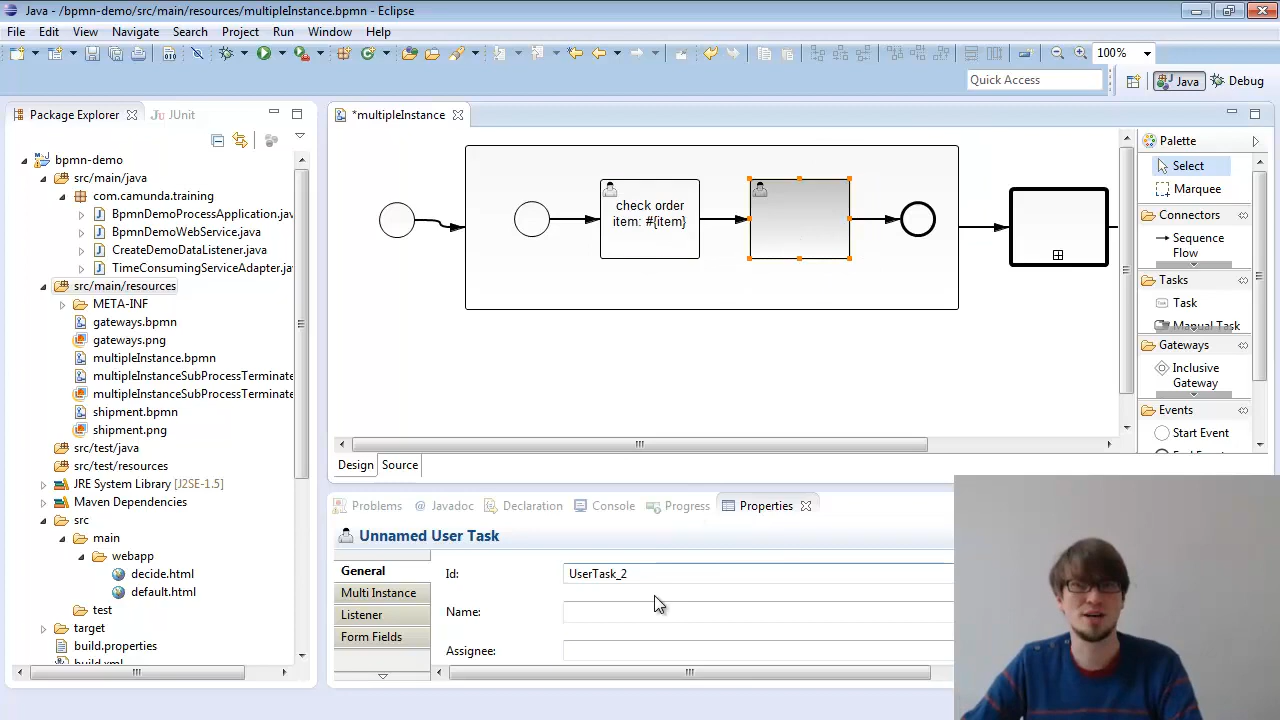 Java - /bpmn-demo/src/main/resources/multipleInstance.bpmn - Eclipse
File Edit View Navigate Search Project Run Window Help
100%
Quick Access
Java
Debug
Package Explorer
JUnit
bpmn-demo
src/main/java
com.camunda.training
BpmnDemoProcessApplication.jav
BpmnDemoWebService.java
CreateDemoDataListener.java
TimeConsumingServiceAdapter.ja
src/main/resources
META-INF
gateways.bpmn
gateways.png
multipleInstance.bpmn
multipleInstanceSubProcessTerminate
multipleInstanceSubProcessTerminate
shipment.bpmn
shipment.png
src/test/java
src/test/resources
JRE System Library [J2SE-1.5]
Maven Dependencies
src
main
webapp
decide.html
default.html
test
target
build.properties
build.xml
*multipleInstance
check order
item: #{item}
Palette
Select
Marquee
Connectors
Sequence
Flow
Tasks
Task
Manual Task
Gateways
Inclusive
Gateway
Events
Start Event
Design
Source
Problems
@ Javadoc
Declaration
Console
Progress
Properties
Unnamed User Task
General
Multi Instance
Listener
Form Fields
Id:
UserTask_2
Name:
Assignee: